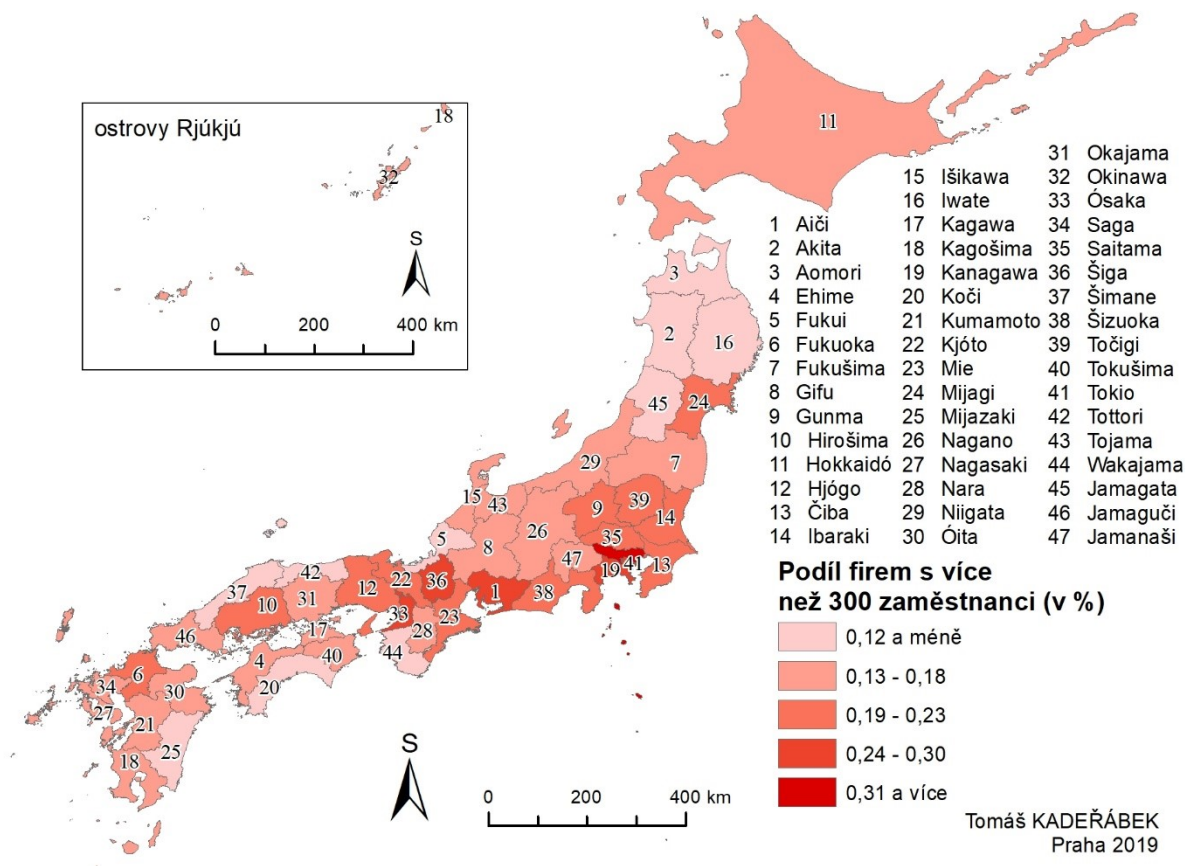 ostrovy Rjúkjú
18
32
S
0 200 400 km
11
3
2
16
45
24
29
7
15
43
9
39
14
5
8
26
35
47
19
41
13
42
22
36
1
38
37
31
12
10
33
23
28
46
17
44
4
40
20
6
34
30
27
21
25
18
S
0 200 400 km
1 Aiči
2 Akita
3 Aomori
4 Ehime
5 Fukui
6 Fukuoka
7 Fukušima
8 Gifu
9 Gunma
10 Hirošima
11 Hokkaidó
12 Hjógo
13 Čiba
14 Ibaraki
15 Išikawa
16 Iwate
17 Kagawa
18 Kagošima
19 Kanagawa
20 Koči
21 Kumamoto
22 Kjóto
23 Mie
24 Mijagi
25 Mijazaki
26 Nagano
27 Nagasaki
28 Nara
29 Niigata
30 Óita
31 Okajama
32 Okinawa
33 Ósaka
34 Saga
35 Saitama
36 Šiga
37 Šimane
38 Šizuoka
39 Točigi
40 Tokušima
41 Tokio
42 Tottori
43 Tojama
44 Wakajama
45 Jamagata
46 Jamaguči
47 Jamanaši
Podíl firem s více
než 300 zaměstnanci (v %)
0,12 a méně
0,13 - 0,18
0,19 - 0,23
0,24 - 0,30
0,31 a více
Tomáš KADEŘÁBEK
Praha 2019